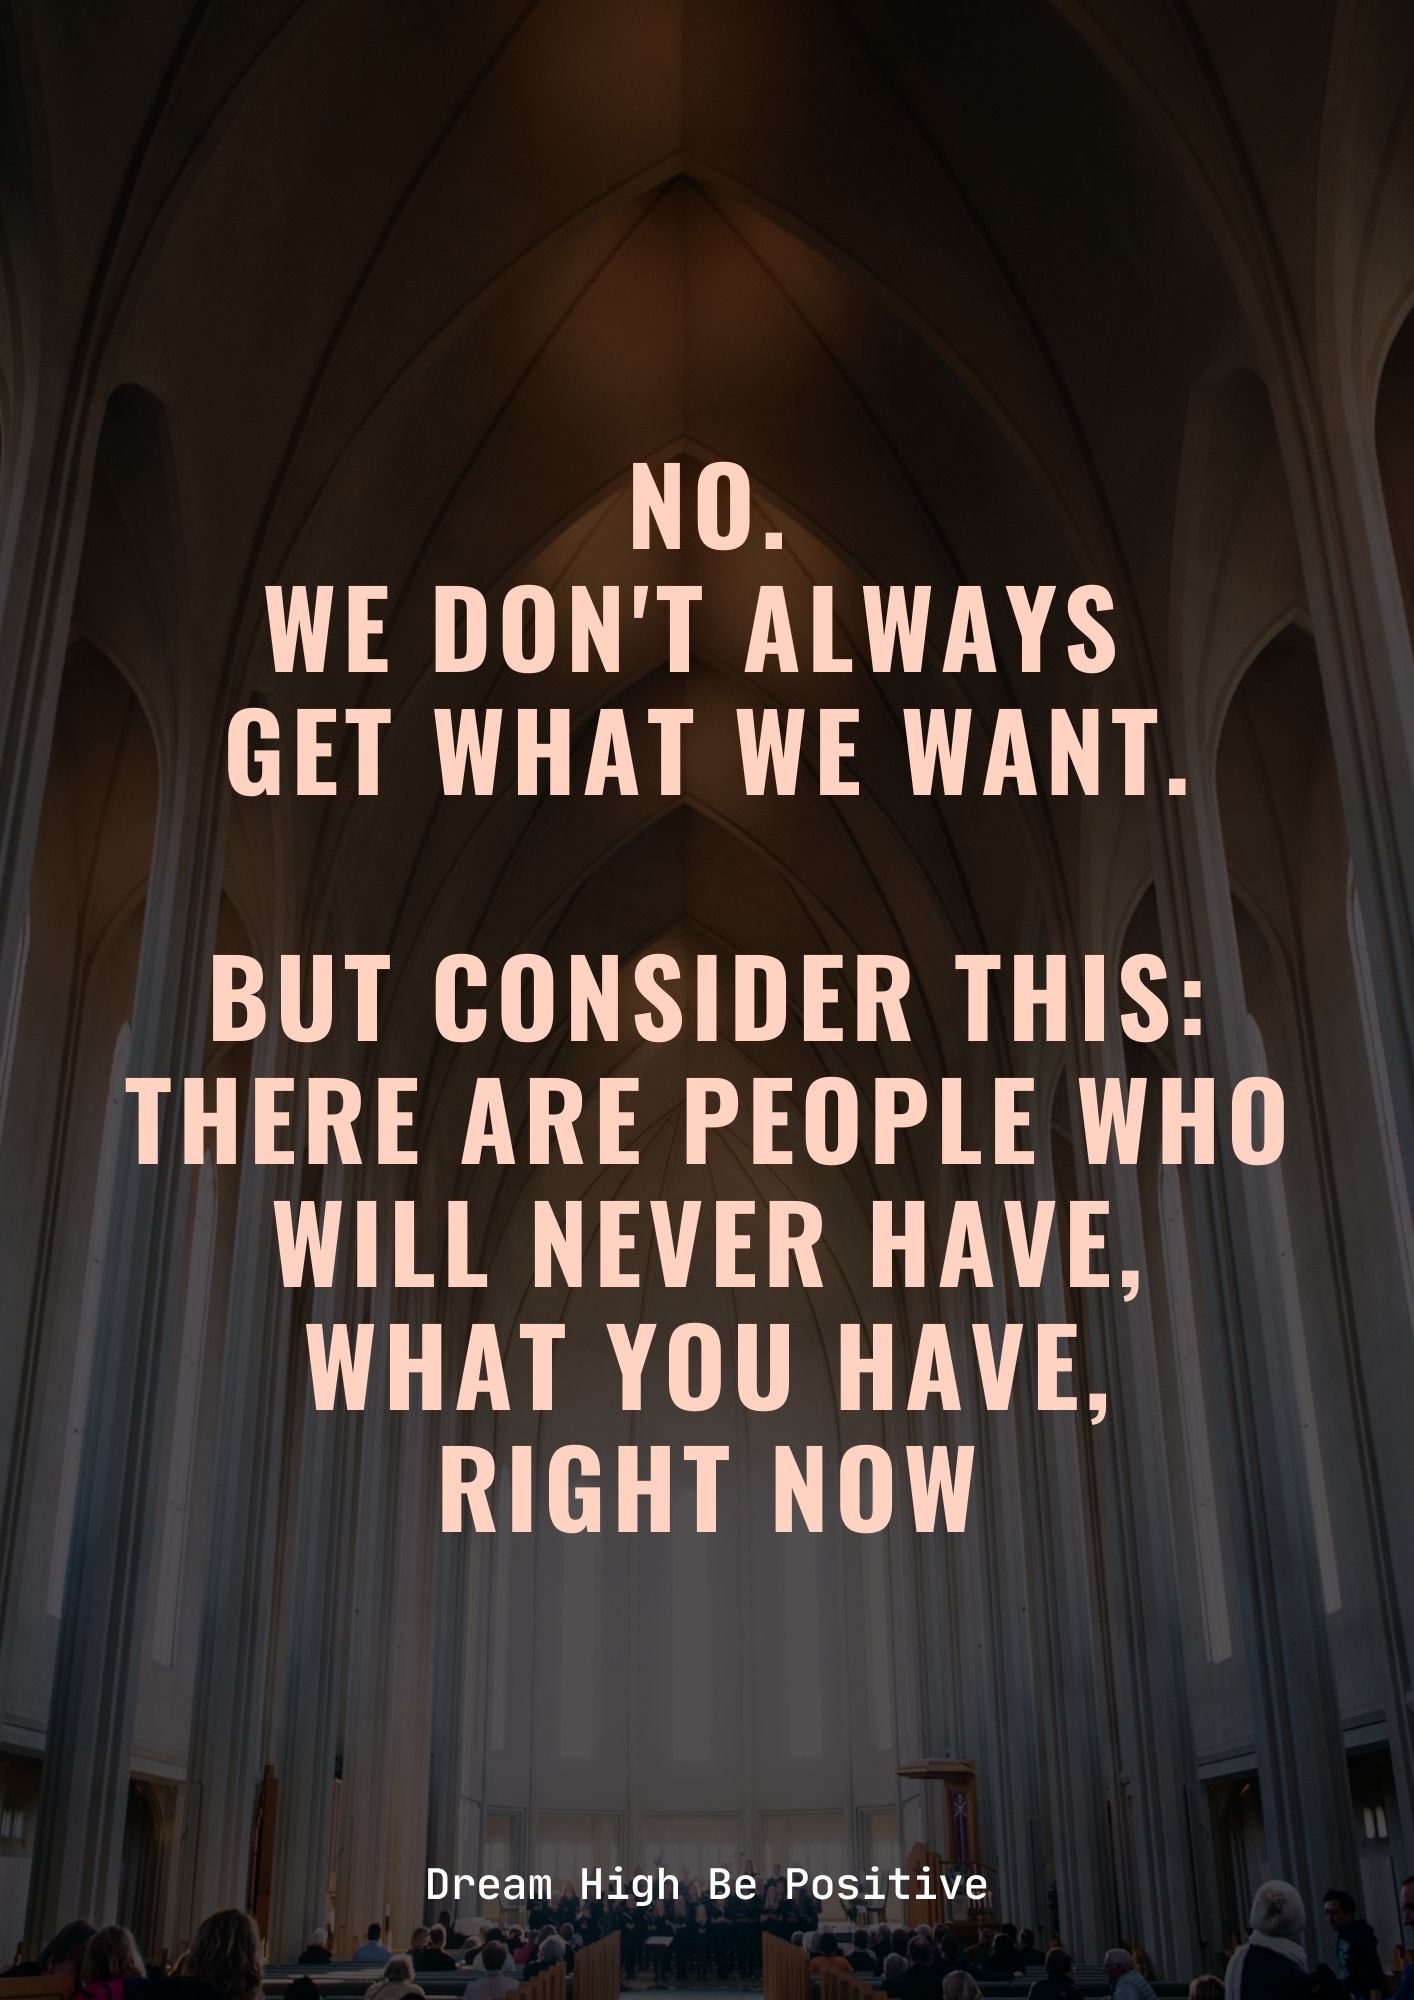 NO.
WE DON'T ALWAYS
GET WHAT WE WANT.
BUT CONSIDER THIS:
THERE ARE PEOPLE WHO
WILL NEVER HAVE,
WHAT YOU HAVE,
RIGHT NOW
Dream High Be Positive